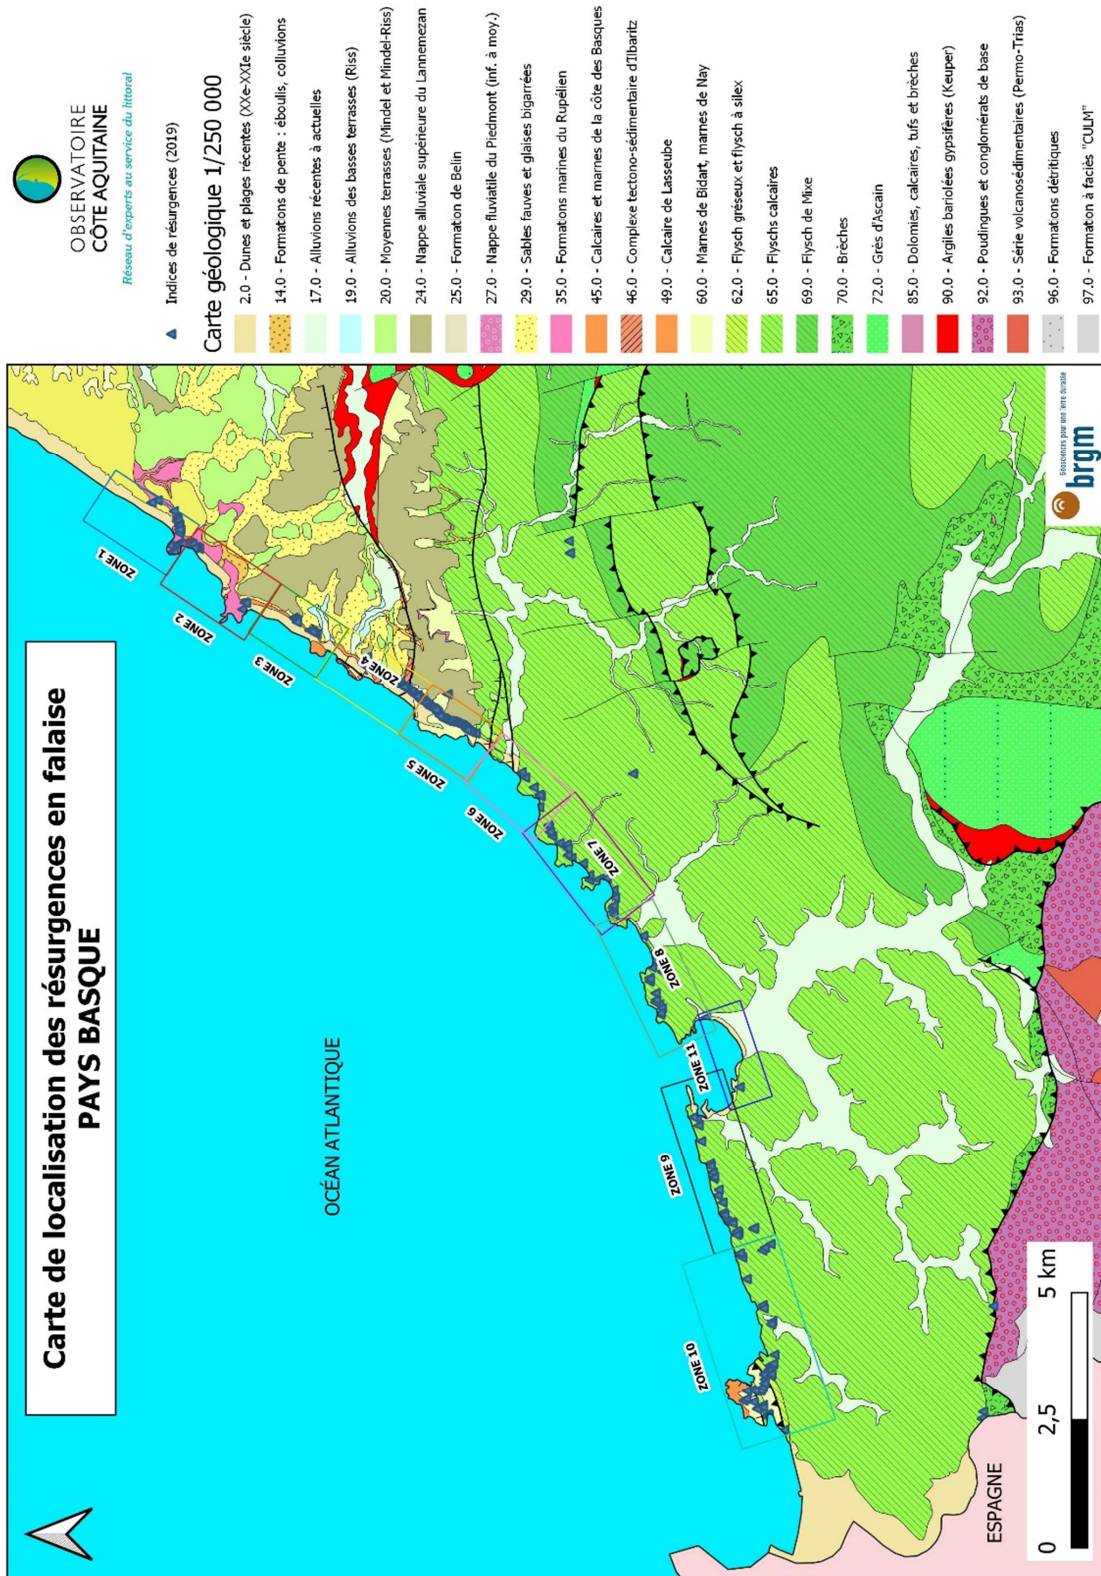 Carte de localisation des résurgences en falaise
PAYS BASQUE
OCÉAN ATLANTIQUE
ZONE 1
ZONE 2
ZONE 3
ZONE 4
ZONE 5
ZONE 6
ZONE 7
ZONE 8
ZONE 11
ZONE 9
ZONE 10
ESPAGNE
0 2,5 5 km
Géosciences pour une Terre durable
brgm
OBSERVATOIRE
CÔTE AQUITAINE
Réseau d'experts au service du littoral
Indices de résurgences (2019)
Carte géologique 1/250 000
2.0 - Dunes et plages récentes (XXe-XXIe siècle)
14.0 - Formatons de pente : éboulis, colluvions
17.0 - Alluvions récentes à actuelles
19.0 - Alluvions des basses terrasses (Riss)
20.0 - Moyennes terrasses (Mindel et Mindel-Riss)
24.0 - Nappe alluviale supérieure du Lannemezan
25.0 - Formaton de Belin
27.0 - Nappe fluviatile du Piedmont (inf. à moy.)
29.0 - Sables fauves et glaises bigarrées
35.0 - Formatons marines du Rupélien
45.0 - Calcaires et marnes de la côte des Basques
46.0 - Complexe tectono-sédimentaire d'Ilbaritz
49.0 - Calcaire de Lasseube
60.0 - Marnes de Bidart, marnes de Nay
62.0 - Flysch gréseux et flysch à silex
65.0 - Flyschs calcaires
69.0 - Flysch de Mixe
70.0 - Brèches
72.0 - Grès d'Ascain
85.0 - Dolomies, calcaires, tufs et brèches
90.0 - Argiles bariolées gypsifères (Keuper)
92.0 - Poudingues et conglomérats de base
93.0 - Série volcanosédimentaires (Permo-Trias)
96.0 - Formatons détritiques
97.0 - Formaton à faciès "CULM"